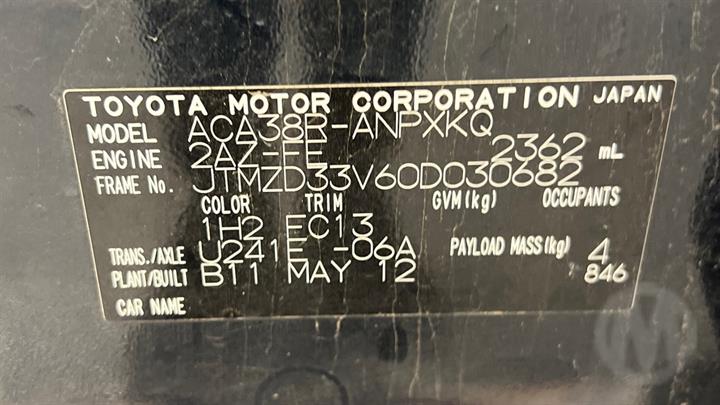 TOYOTA MOTOR CORPORATION JAPAN
MODEL ACA38R-ANPXKQ
ENGINE 2AZ-FE 2362 mL
FRAME No. JTMZD33V60D030682
COLOR TRIM GVM(kg) OCCUPANTS
1H2 FC13
TRANS./AXLE U241E -06A PAYLOAD MASS(kg) 4
PLANT/BUILT B11 MAY 12 846
CAR NAME
M